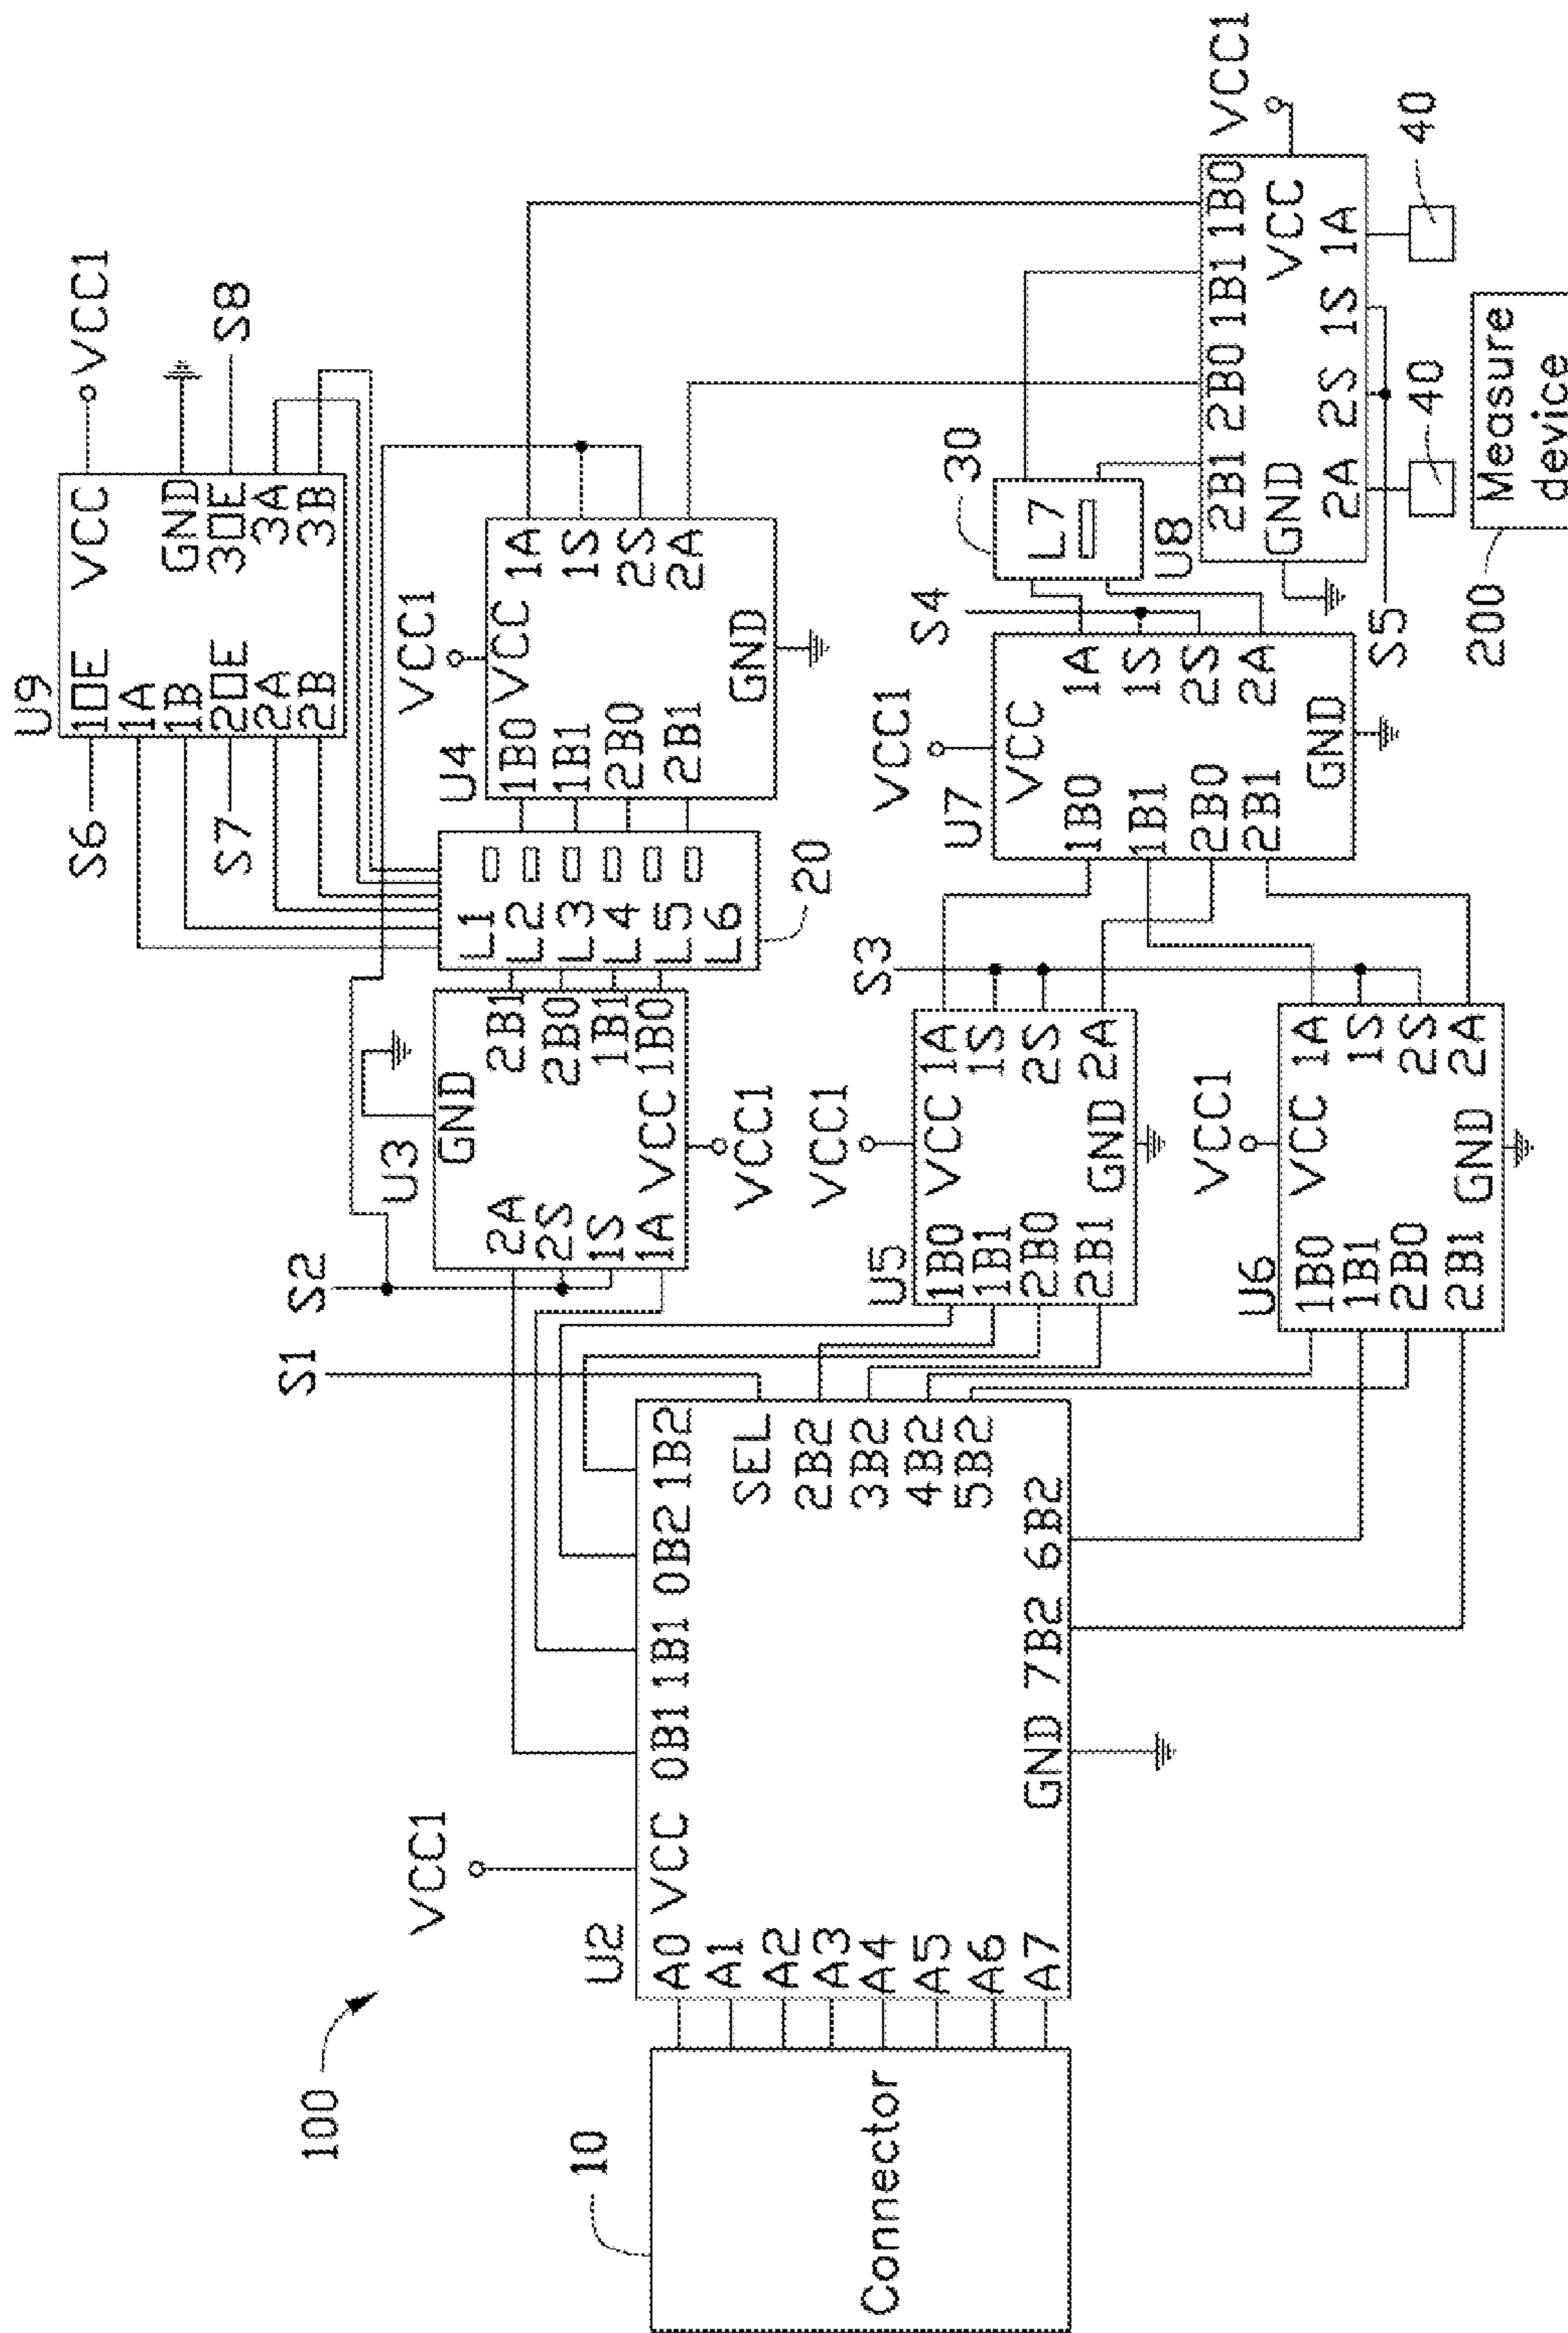 100
10
Connector
U2
A0
A1
A2
A3
A4
A5
A6
A7
VCC1
VCC
0B1
1B1
0B2
1B2
SEL
2B2
3B2
4B2
5B2
GND
7B2
6B2
S1
S2
U3
GND
2A
2S
1S
1A
VCC
2B1
2B0
1B1
1B0
VCC1
L1
L2
L3
L4
L5
L6
20
S6
S7
U9
1OE
1A
1B
2OE
2A
2B
VCC
GND
3OE
3A
3B
VCC1
S8
U4
VCC1
1B0
1B1
2B0
2B1
VCC
GND
1A
1S
2S
2A
U5
VCC1
1B0
1B1
2B0
2B1
VCC
GND
1A
1S
2S
2A
S3
U6
VCC1
1B0
1B1
2B0
2B1
VCC
GND
1A
1S
2S
2A
U7
VCC1
1B0
1B1
2B0
2B1
VCC
GND
1A
1S
2S
2A
S4
30
L7
U8
2B1
2B0
1B1
1B0
GND
VCC
2A
2S
1S
1A
VCC1
S5
40
40
200
Measure
device